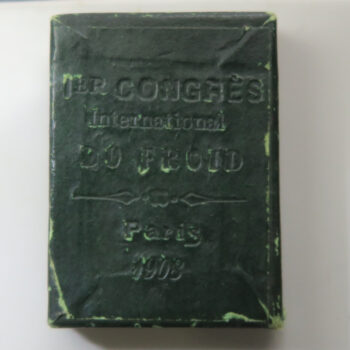 1ER CONGRÈS
International
DU FROID
Paris
1908